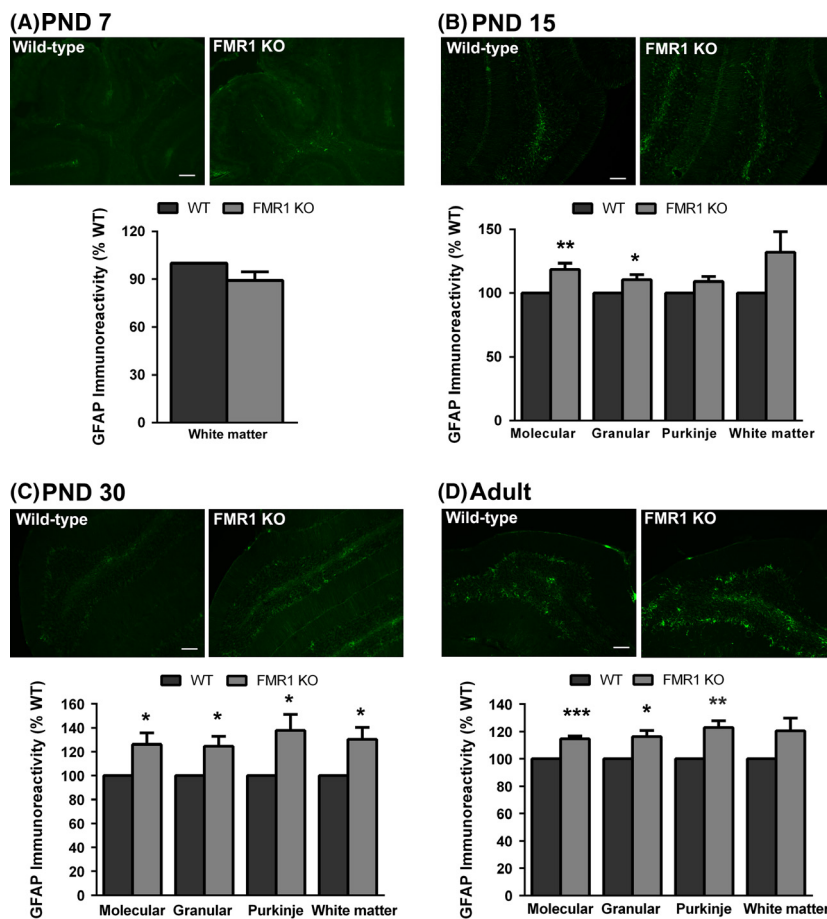 (A) PND 7
Wild-type
FMR1 KO
WT FMR1 KO
GFAP Immunoreactivity (% WT)
120
90
60
30
0
White matter
(B) PND 15
Wild-type
FMR1 KO
WT FMR1 KO
GFAP Immunoreactivity (% WT)
150
100
50
0
** *
Molecular Granular Purkinje White matter
(C) PND 30
Wild-type
FMR1 KO
WT FMR1 KO
GFAP Immunoreactivity (% WT)
160
140
120
100
80
60
40
20
0
* * * *
Molecular Granular Purkinje White matter
(D) Adult
Wild-type
FMR1 KO
WT FMR1 KO
GFAP Immunoreactivity (% WT)
140
120
100
80
60
40
20
0
*** * **
Molecular Granular Purkinje White matter